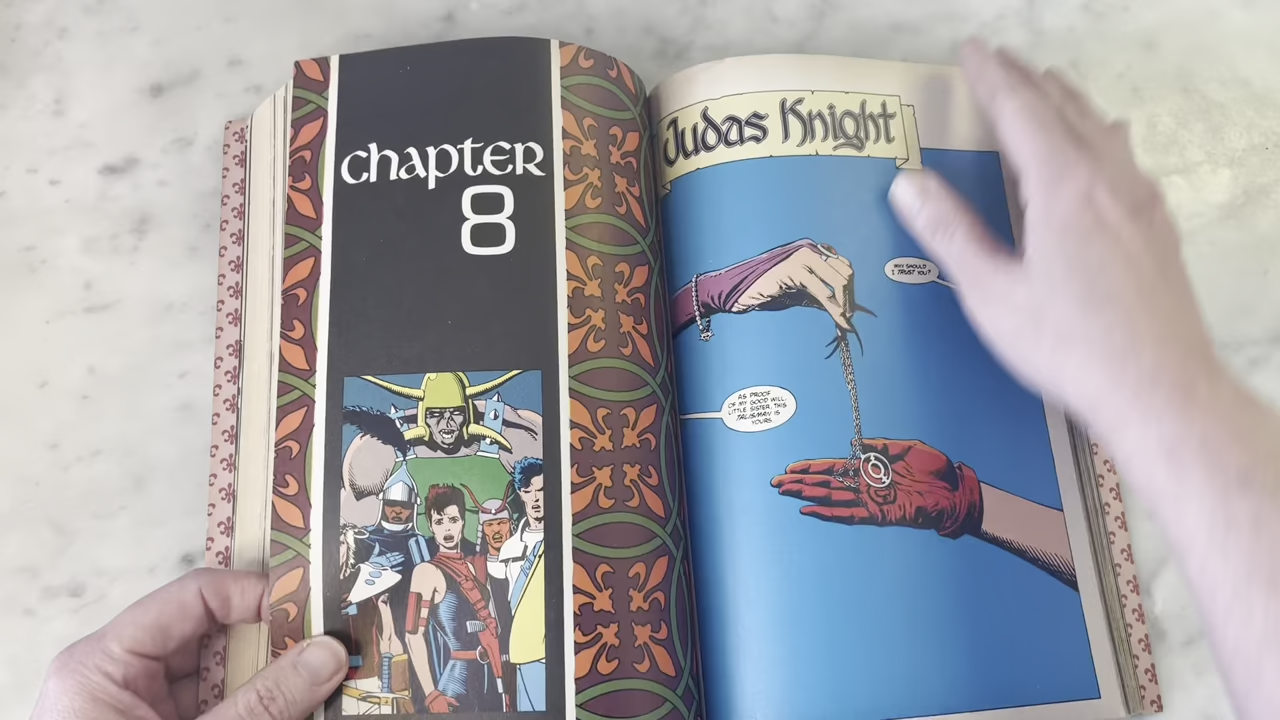 chapter
8
Judas Knight
WHY SHOULD
I TRUST YOU?
AS PROOF
OF MY GOOD WILL,
LITTLE SISTER, THIS
TALISMAN IS
YOURS.